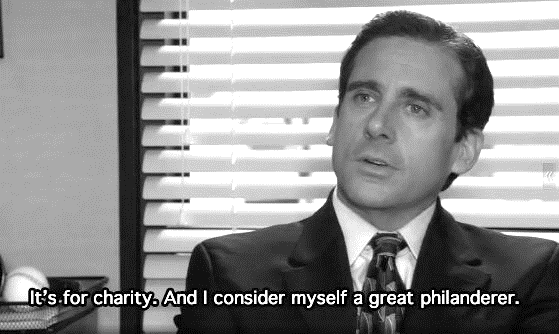 It's for charity. And I consider myself a great philanderer.